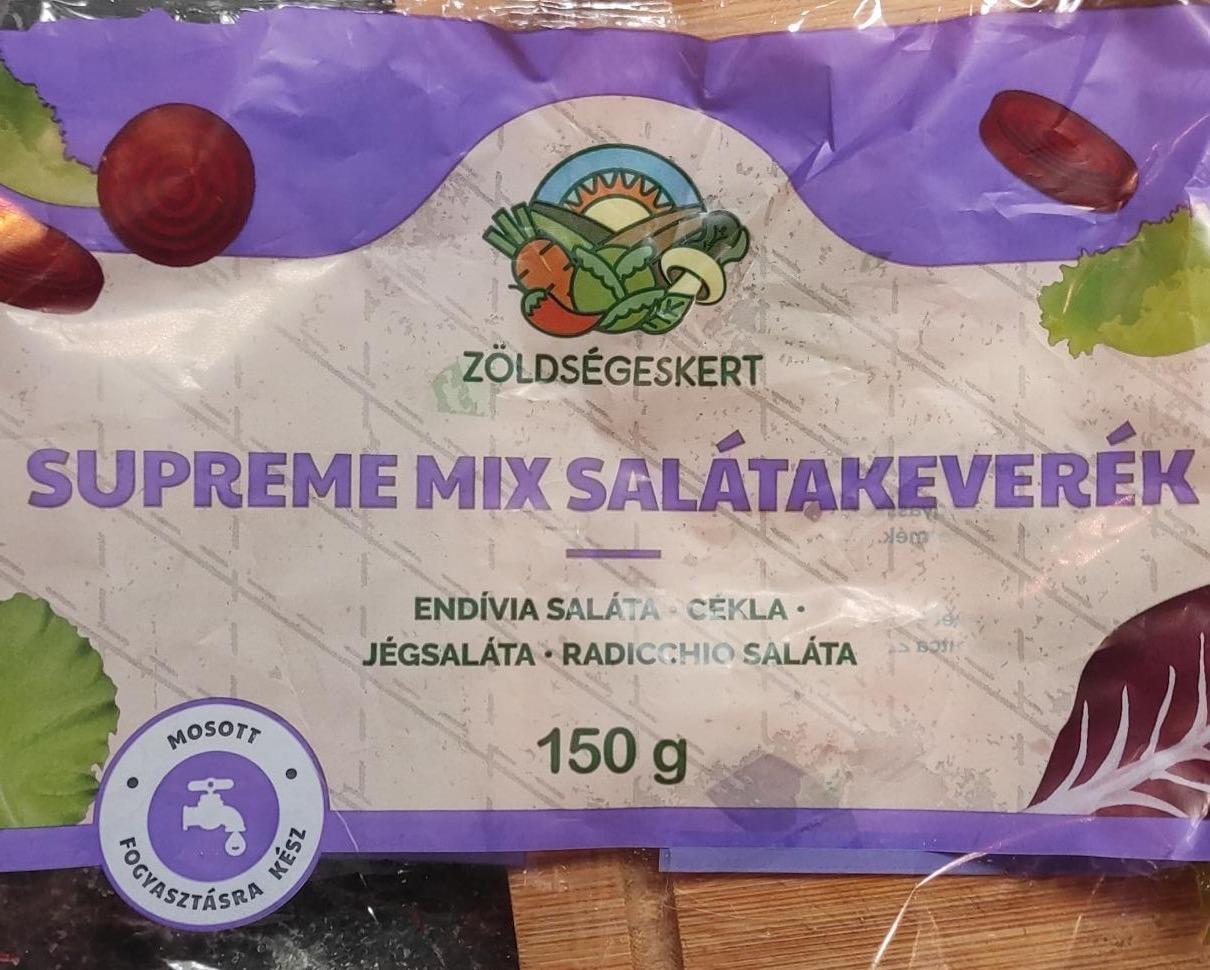 ZÖLDSÉGESKERT
SUPREME MIX SALÁTAKEVERÉK
ENDÍVIA SALÁTA • CÉKLA •
JÉGSALÁTA • RADICCHIO SALÁTA
150 g
MOSOTT
FOGYASZTÁSRA KÉSZ